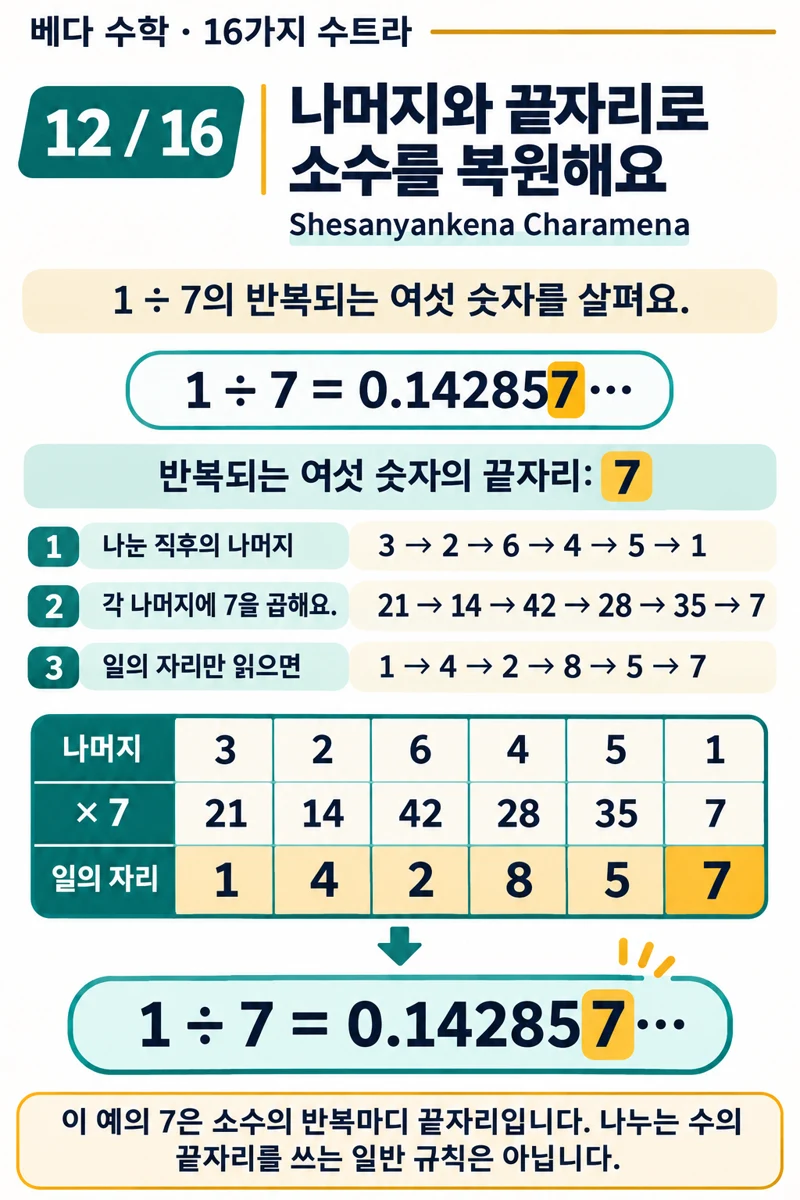 베다 수학 · 16가지 수트라
12 / 16
나머지와 끝자리로
소수를 복원해요
Shesanyankena Charamena
1 ÷ 7의 반복되는 여섯 숫자를 살펴요.
1 ÷ 7 = 0.142857…
반복되는 여섯 숫자의 끝자리: 7
1 나눈 직후의 나머지 3 → 2 → 6 → 4 → 5 → 1
2 각 나머지에 7을 곱해요. 21 → 14 → 42 → 28 → 35 → 7
3 일의 자리만 읽으면 1 → 4 → 2 → 8 → 5 → 7
나머지 3 2 6 4 5 1
× 7 21 14 42 28 35 7
일의 자리 1 4 2 8 5 7
1 ÷ 7 = 0.142857…
이 예의 7은 소수의 반복마디 끝자리입니다. 나누는 수의
끝자리를 쓰는 일반 규칙은 아닙니다.